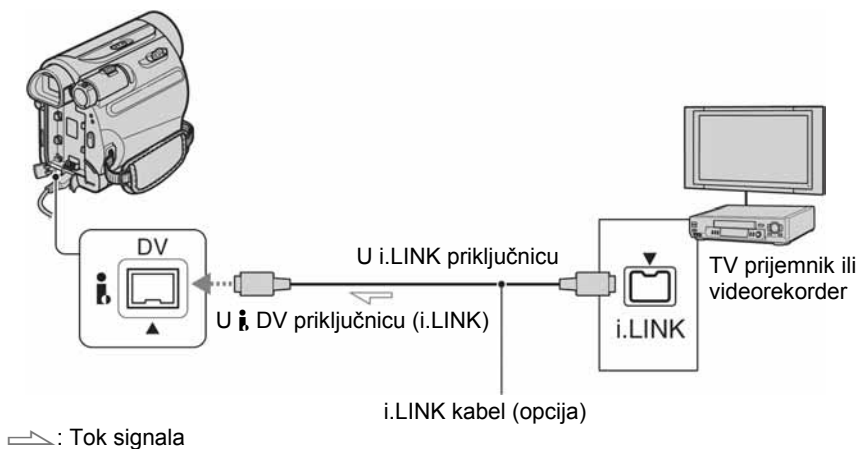 DV
U i.LINK priključnicu
TV prijemnik ili
videorekorder
U i DV priključnicu (i.LINK)
i.LINK
i.LINK kabel (opcija)
: Tok signala